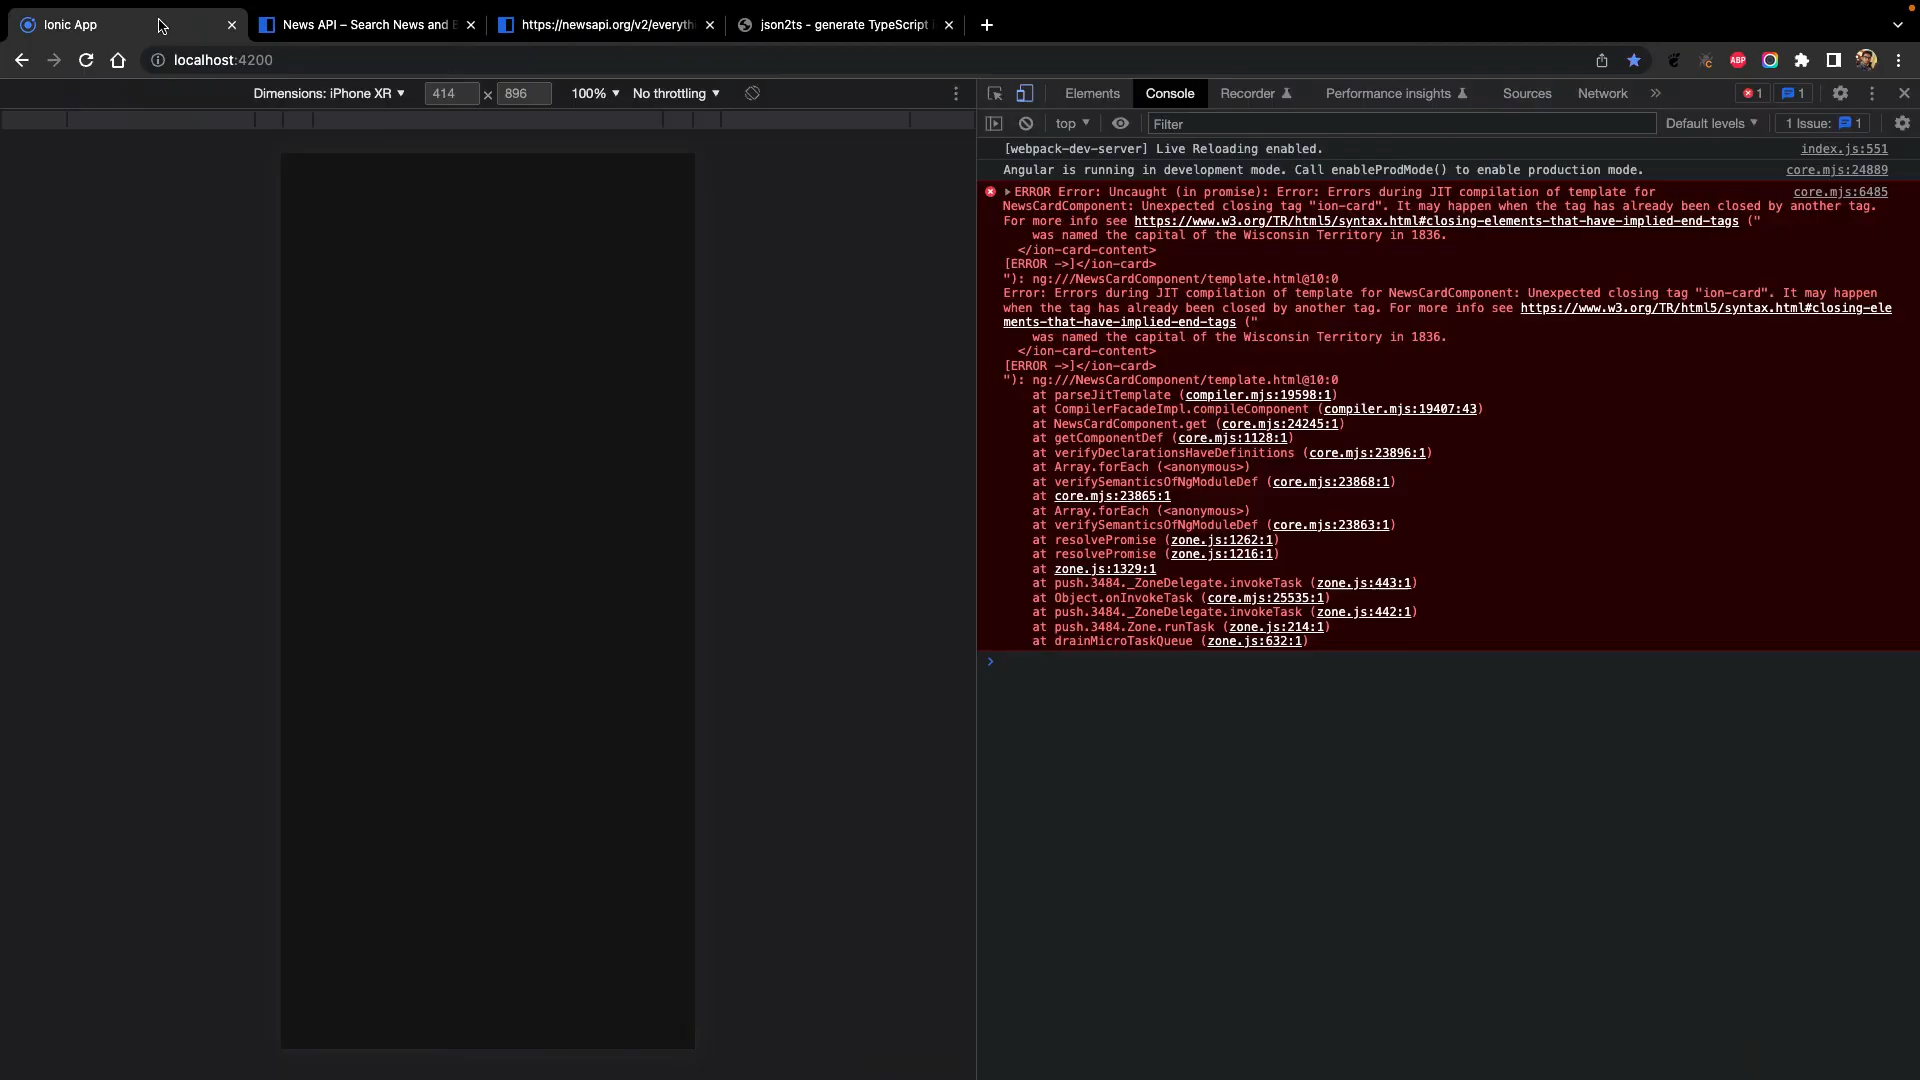 Ionic App
News API – Search News and B
https://newsapi.org/v2/everythi
json2ts - generate TypeScript i
localhost:4200
ABP
Dimensions: iPhone XR
414 × 896
100%
No throttling
Elements
Console
Recorder
Performance insights
Sources
Network
1
1
top
Filter
Default levels
1 Issue: 1
[webpack-dev-server] Live Reloading enabled. index.js:551
Angular is running in development mode. Call enableProdMode() to enable production mode. core.mjs:24889
ERROR Error: Uncaught (in promise): Error: Errors during JIT compilation of template for core.mjs:6485
NewsCardComponent: Unexpected closing tag "ion-card". It may happen when the tag has already been closed by another tag.
For more info see https://www.w3.org/TR/html5/syntax.html#closing-elements-that-have-implied-end-tags ("
was named the capital of the Wisconsin Territory in 1836.
</ion-card-content>
[ERROR ->]</ion-card>
"): ng:///NewsCardComponent/template.html@10:0
Error: Errors during JIT compilation of template for NewsCardComponent: Unexpected closing tag "ion-card". It may happen
when the tag has already been closed by another tag. For more info see https://www.w3.org/TR/html5/syntax.html#closing-ele
ments-that-have-implied-end-tags ("
was named the capital of the Wisconsin Territory in 1836.
</ion-card-content>
[ERROR ->]</ion-card>
"): ng:///NewsCardComponent/template.html@10:0
at parseJitTemplate (compiler.mjs:19598:1)
at CompilerFacadeImpl.compileComponent (compiler.mjs:19407:43)
at NewsCardComponent.get (core.mjs:24245:1)
at getComponentDef (core.mjs:1128:1)
at verifyDeclarationsHaveDefinitions (core.mjs:23896:1)
at Array.forEach (<anonymous>)
at verifySemanticsOfNgModuleDef (core.mjs:23868:1)
at core.mjs:23865:1
at Array.forEach (<anonymous>)
at verifySemanticsOfNgModuleDef (core.mjs:23863:1)
at resolvePromise (zone.js:1262:1)
at resolvePromise (zone.js:1216:1)
at zone.js:1329:1
at push.3484._ZoneDelegate.invokeTask (zone.js:443:1)
at Object.onInvokeTask (core.mjs:25535:1)
at push.3484._ZoneDelegate.invokeTask (zone.js:442:1)
at push.3484.Zone.runTask (zone.js:214:1)
at drainMicroTaskQueue (zone.js:632:1)